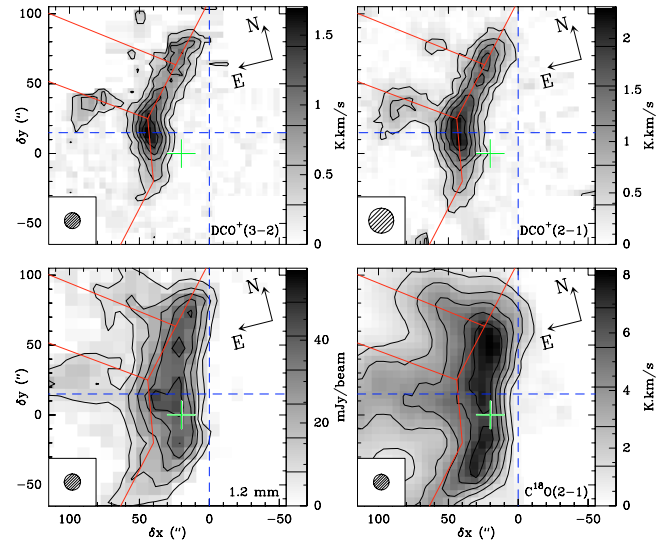 100
50
0
−50
δy (")
N
E
DCO+(3-2)
1.5
1
0.5
0
K.km/s
N
E
DCO+(2-1)
2
1.5
1
0.5
0
K.km/s
100
50
0
−50
δy (")
N
E
1.2 mm
40
20
0
mJy/beam
N
E
C18O(2-1)
8
6
4
2
0
K.km/s
100 50 0 −50
δx (")
100 50 0 −50
δx (")